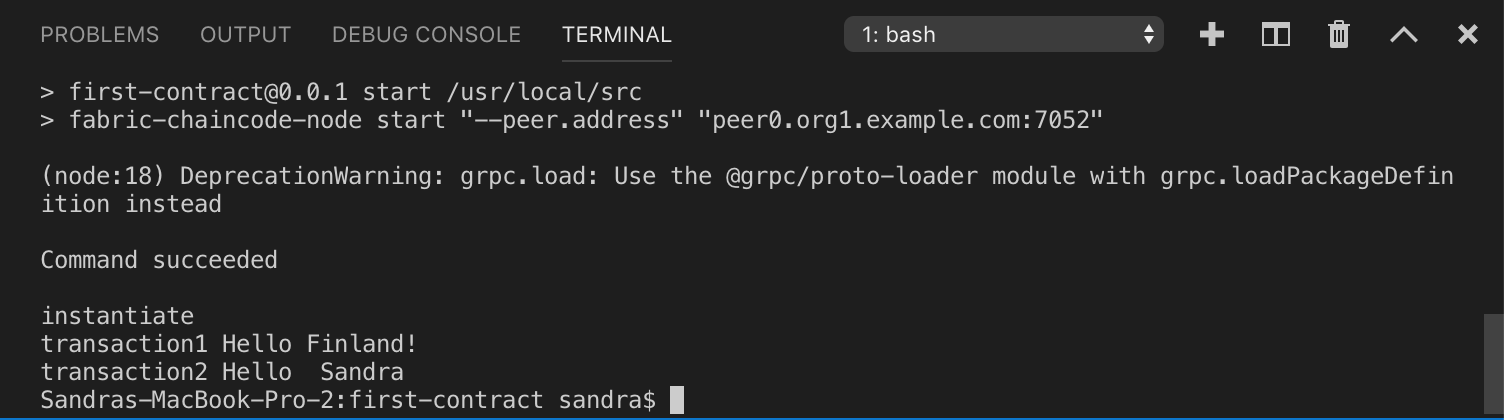 PROBLEMS OUTPUT DEBUG CONSOLE TERMINAL 1: bash
> first-contract@0.0.1 start /usr/local/src
> fabric-chaincode-node start "--peer.address" "peer0.org1.example.com:7052"
(node:18) DeprecationWarning: grpc.load: Use the @grpc/proto-loader module with grpc.loadPackageDefin
ition instead
Command succeeded
instantiate
transaction1 Hello Finland!
transaction2 Hello  Sandra
Sandras-MacBook-Pro-2:first-contract sandra$